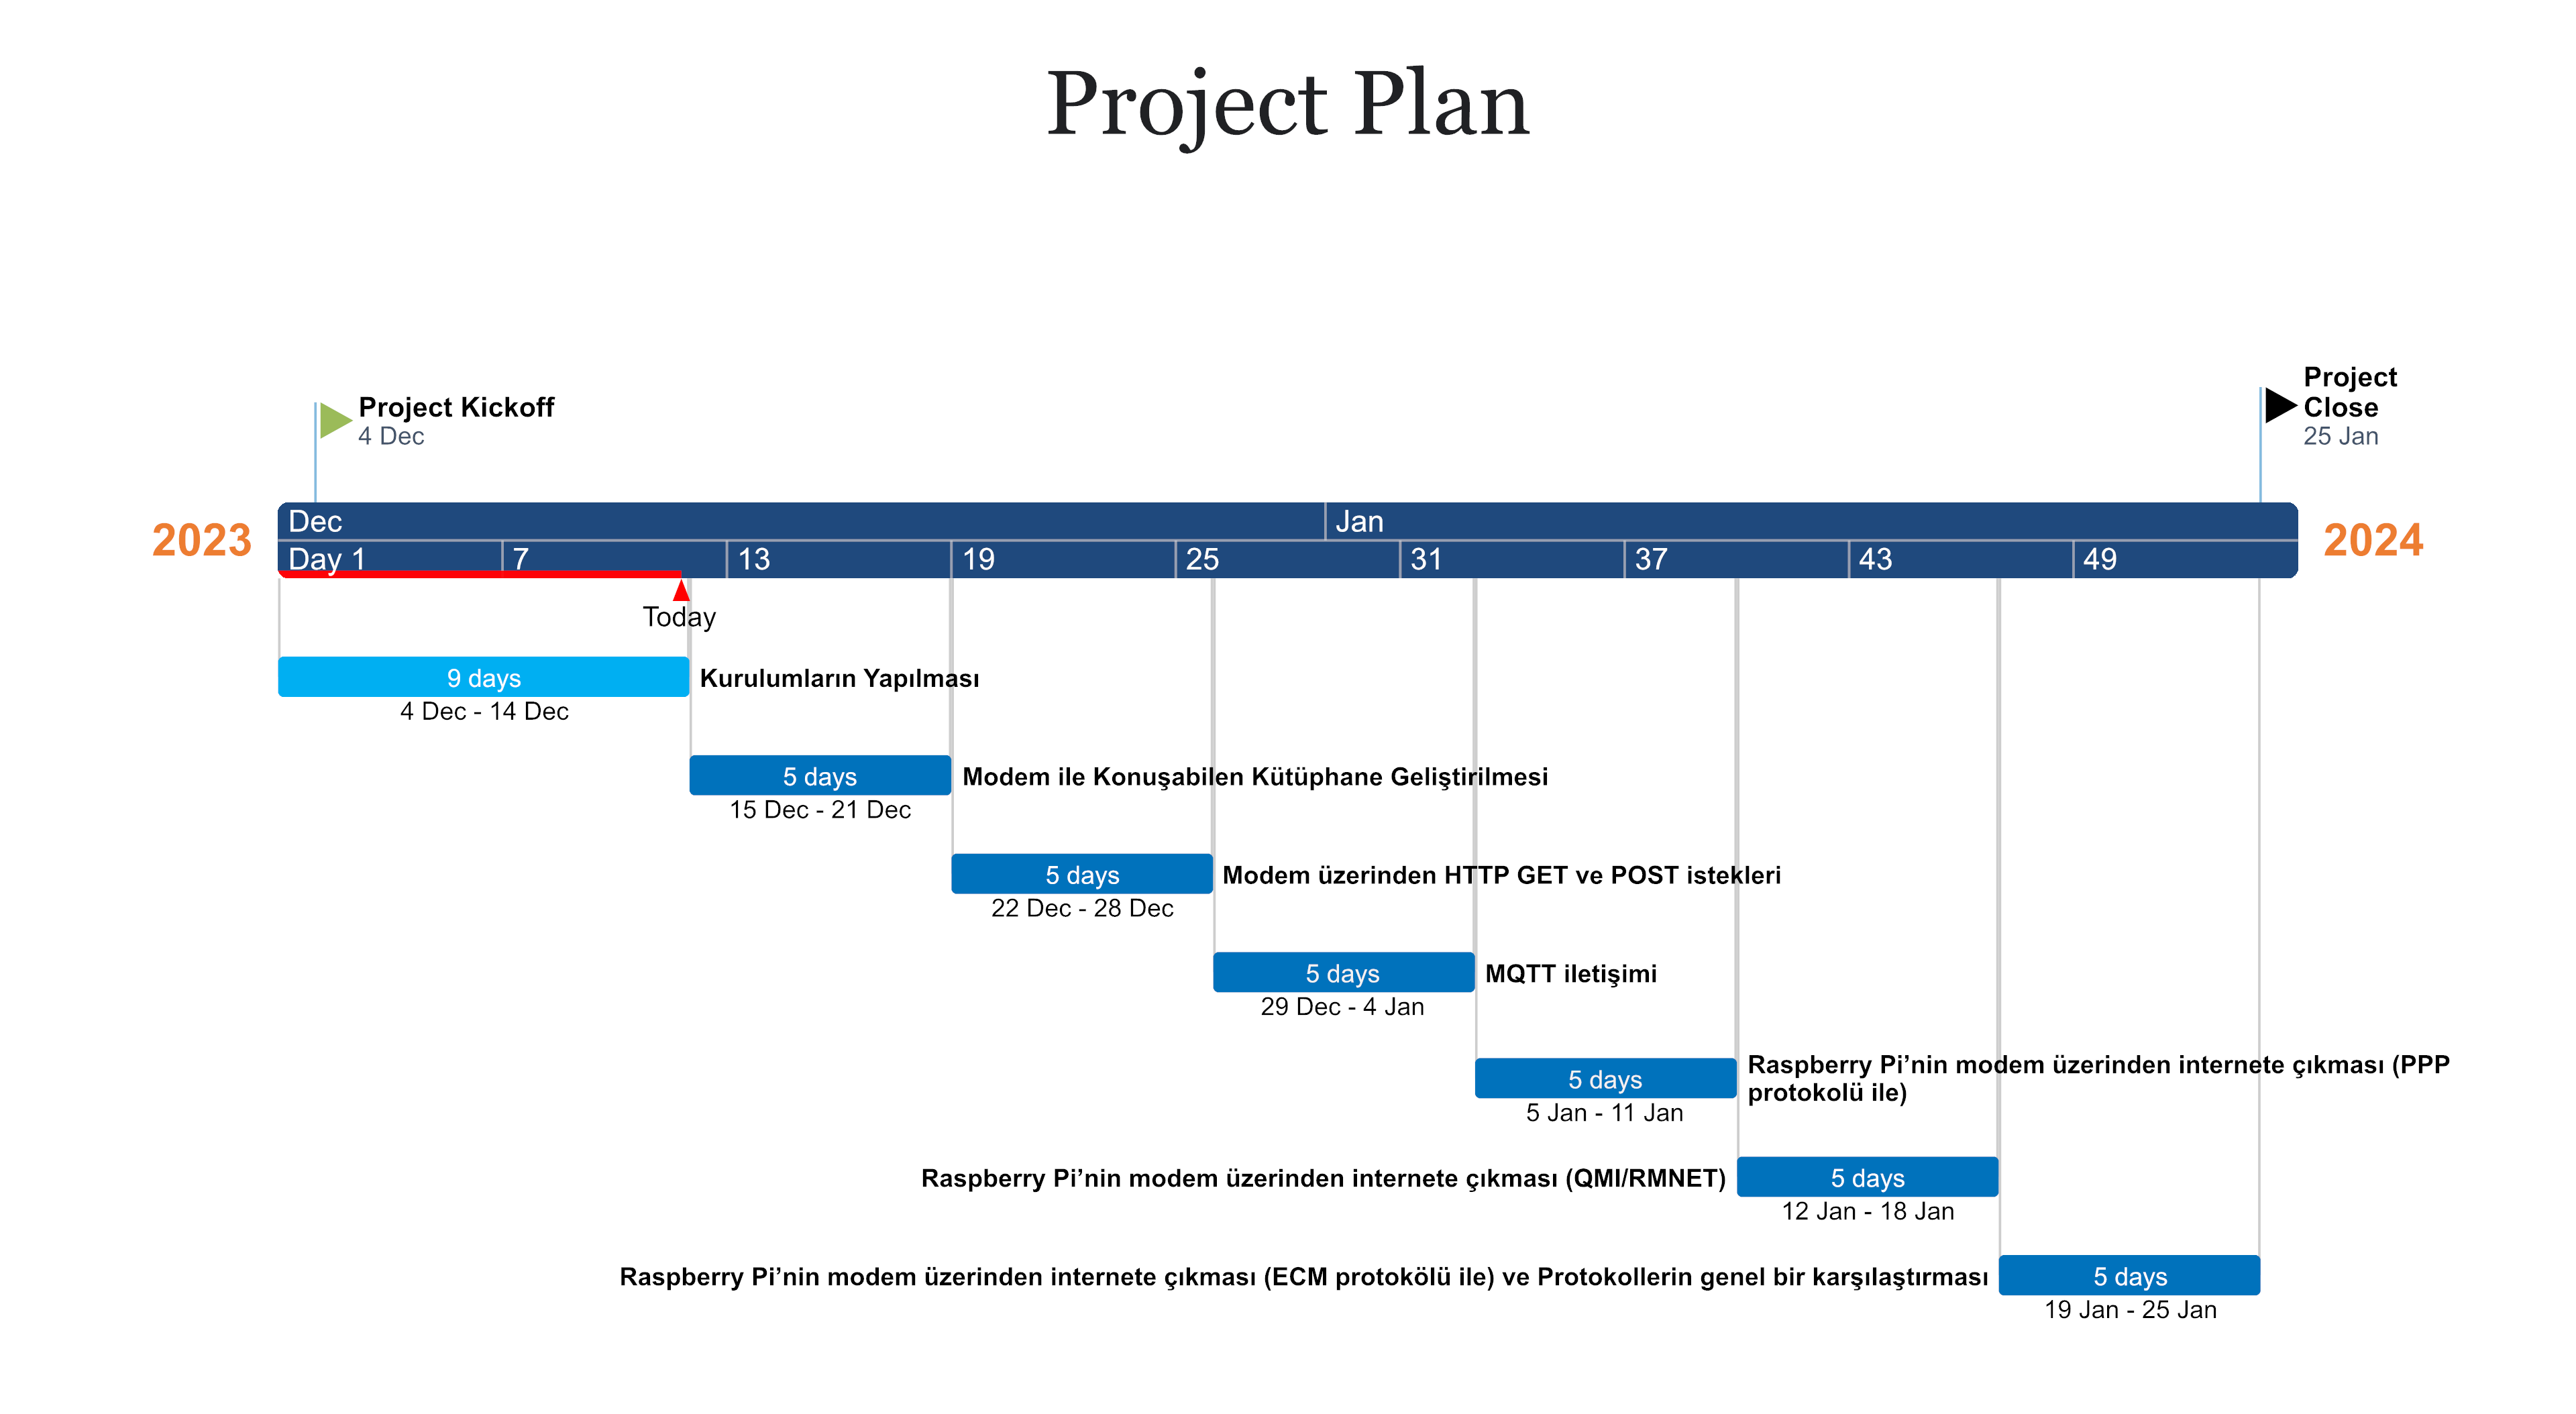 Project Plan
Project Kickoff
4 Dec
Project
Close
25 Jan
2023
Dec
Jan
2024
Day 1
7
13
19
25
31
37
43
49
Today
9 days
Kurulumların Yapılması
4 Dec - 14 Dec
5 days
Modem ile Konuşabilen Kütüphane Geliştirilmesi
15 Dec - 21 Dec
5 days
Modem üzerinden HTTP GET ve POST istekleri
22 Dec - 28 Dec
5 days
MQTT iletişimi
29 Dec - 4 Jan
5 days
Raspberry Pi’nin modem üzerinden internete çıkması (PPP
protokolü ile)
5 Jan - 11 Jan
Raspberry Pi’nin modem üzerinden internete çıkması (QMI/RMNET)
5 days
12 Jan - 18 Jan
Raspberry Pi’nin modem üzerinden internete çıkması (ECM protokölü ile) ve Protokollerin genel bir karşılaştırması
5 days
19 Jan - 25 Jan